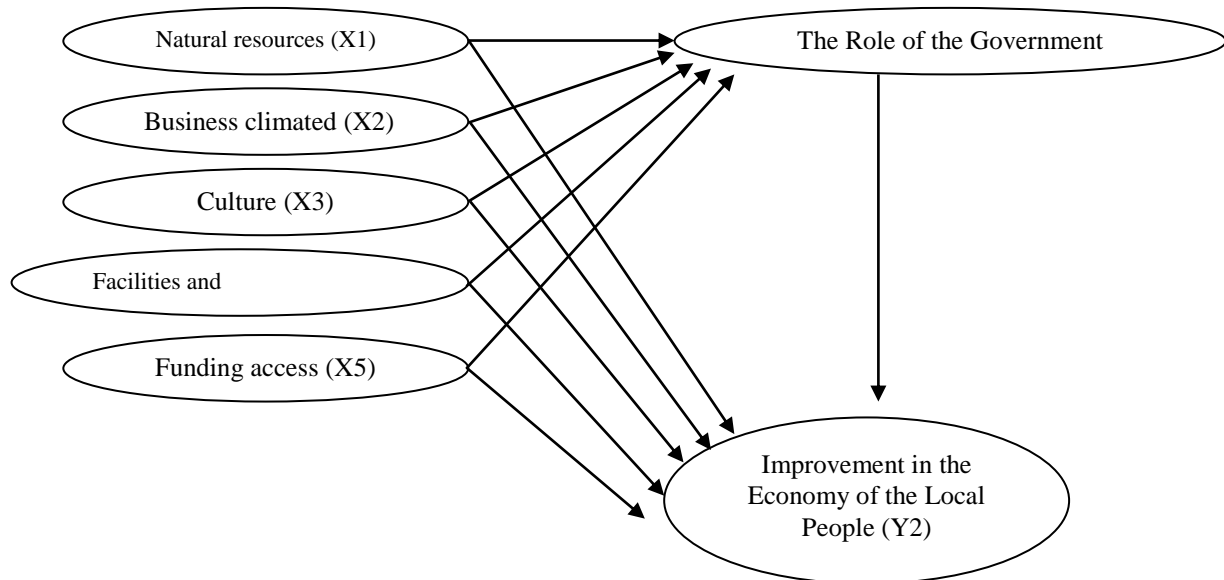 Natural resources (X1)
The Role of the Government
Business climated (X2)
Culture (X3)
Facilities and
Funding access (X5)
Improvement in the
Economy of the Local
People (Y2)